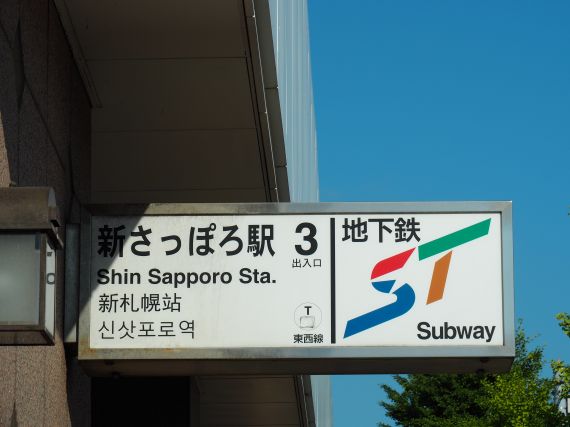 新さっぽろ駅
Shin Sapporo Sta.
新札幌站
신삿포로역
3
出入口
T
東西線
地下鉄
ST
Subway